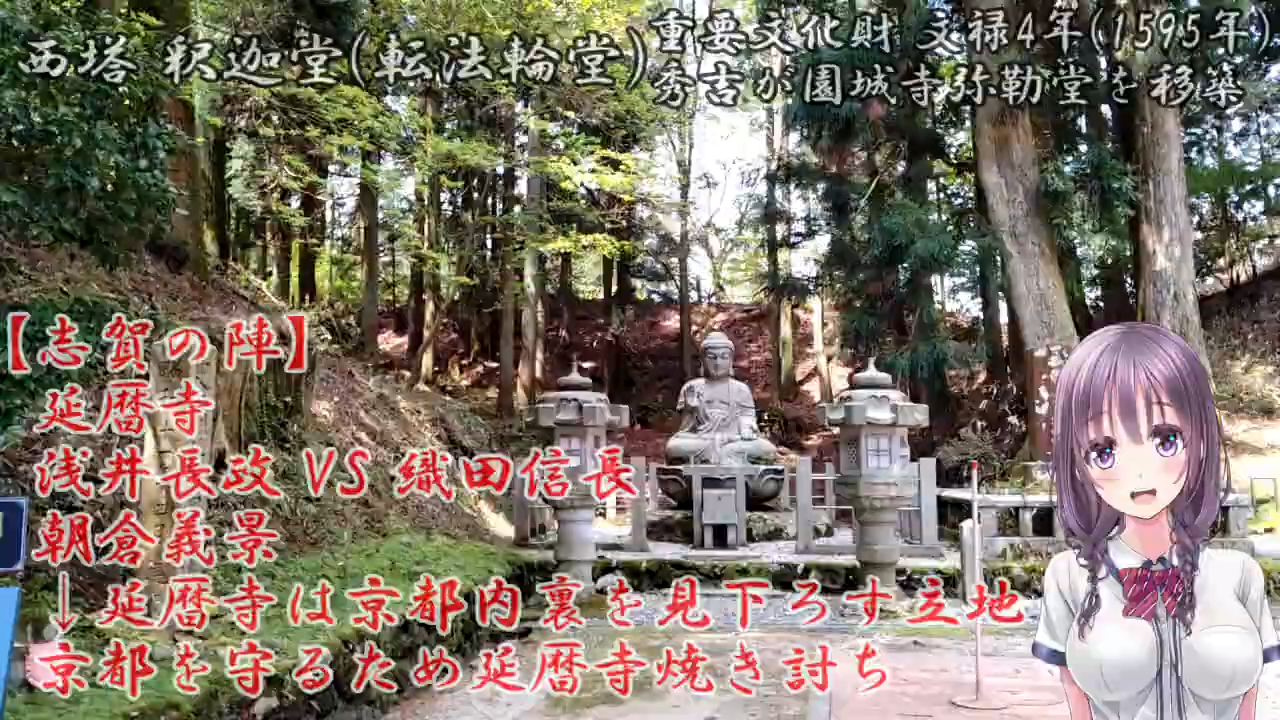 西塔 釈迦堂(転法輪堂)
重要文化財 文禄4年(1595年)
秀吉が園城寺弥勒堂を移築
【志賀の陣】
延暦寺
浅井長政 VS 織田信長
朝倉義景
↓延暦寺は京都内裏を見下ろす立地
京都を守るため延暦寺焼き討ち